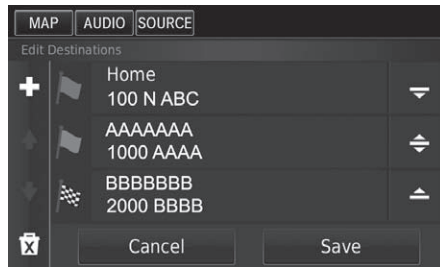 MAP AUDIO SOURCE
Edit Destinations
Home
100 N ABC
AAAAAAA
1000 AAAA
BBBBBBB
2000 BBBB
Cancel Save